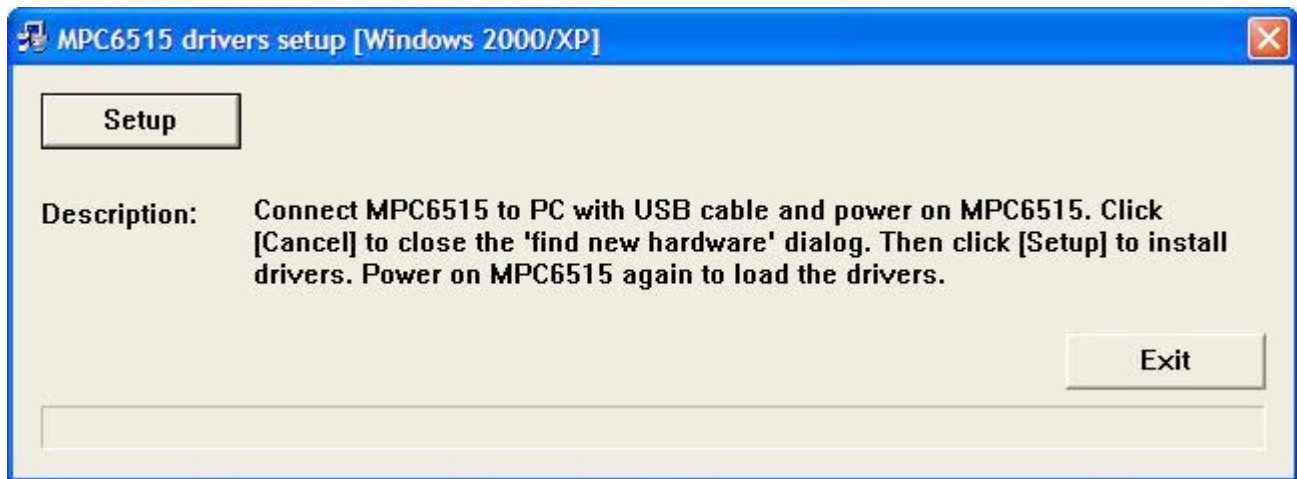 MPC6515 drivers setup [Windows 2000/XP]
Setup
Description:
Connect MPC6515 to PC with USB cable and power on MPC6515. Click
[Cancel] to close the 'find new hardware' dialog. Then click [Setup] to install
drivers. Power on MPC6515 again to load the drivers.
Exit